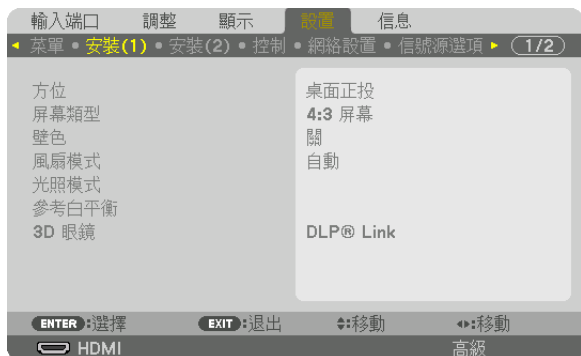 輸入端口 調整 顯示 設置 信息
◂ 菜單 • 安裝(1) • 安裝(2) • 控制 • 網絡設置 • 信號源選項 ▸ 1/2
方位 桌面正投
屏幕類型 4:3 屏幕
壁色 關
風扇模式 自動
光照模式
參考白平衡
3D 眼鏡 DLP® Link
ENTER:選擇 EXIT:退出 :移動 :移動
HDMI 高級